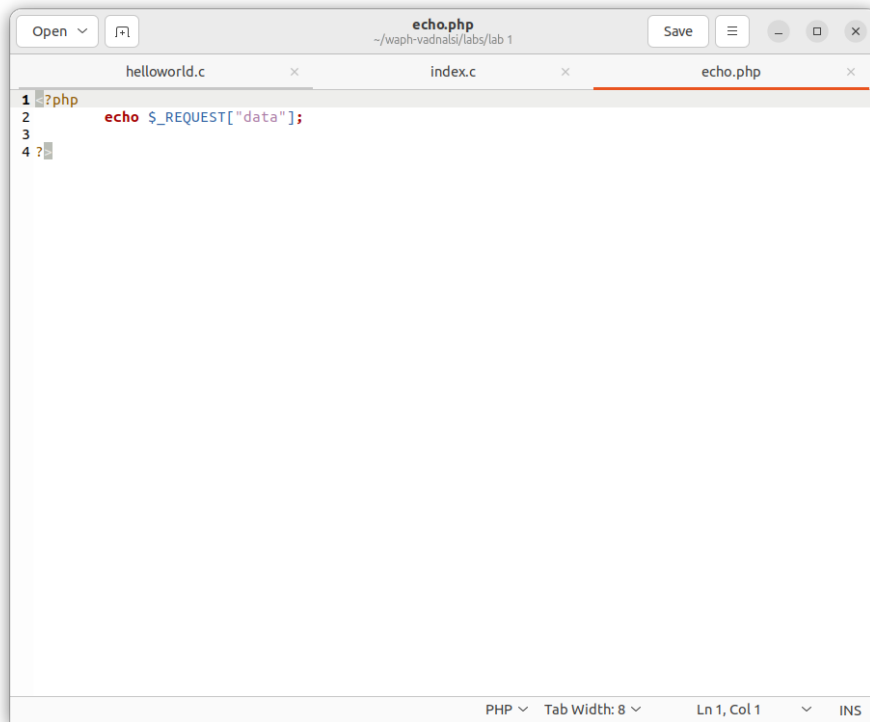 Open
echo.php
~/waph-vadnalsi/labs/lab 1
Save
helloworld.c
index.c
echo.php
1 <?php
2 echo $_REQUEST["data"];
3
4 ?>
PHP Tab Width: 8 Ln 1, Col 1 INS